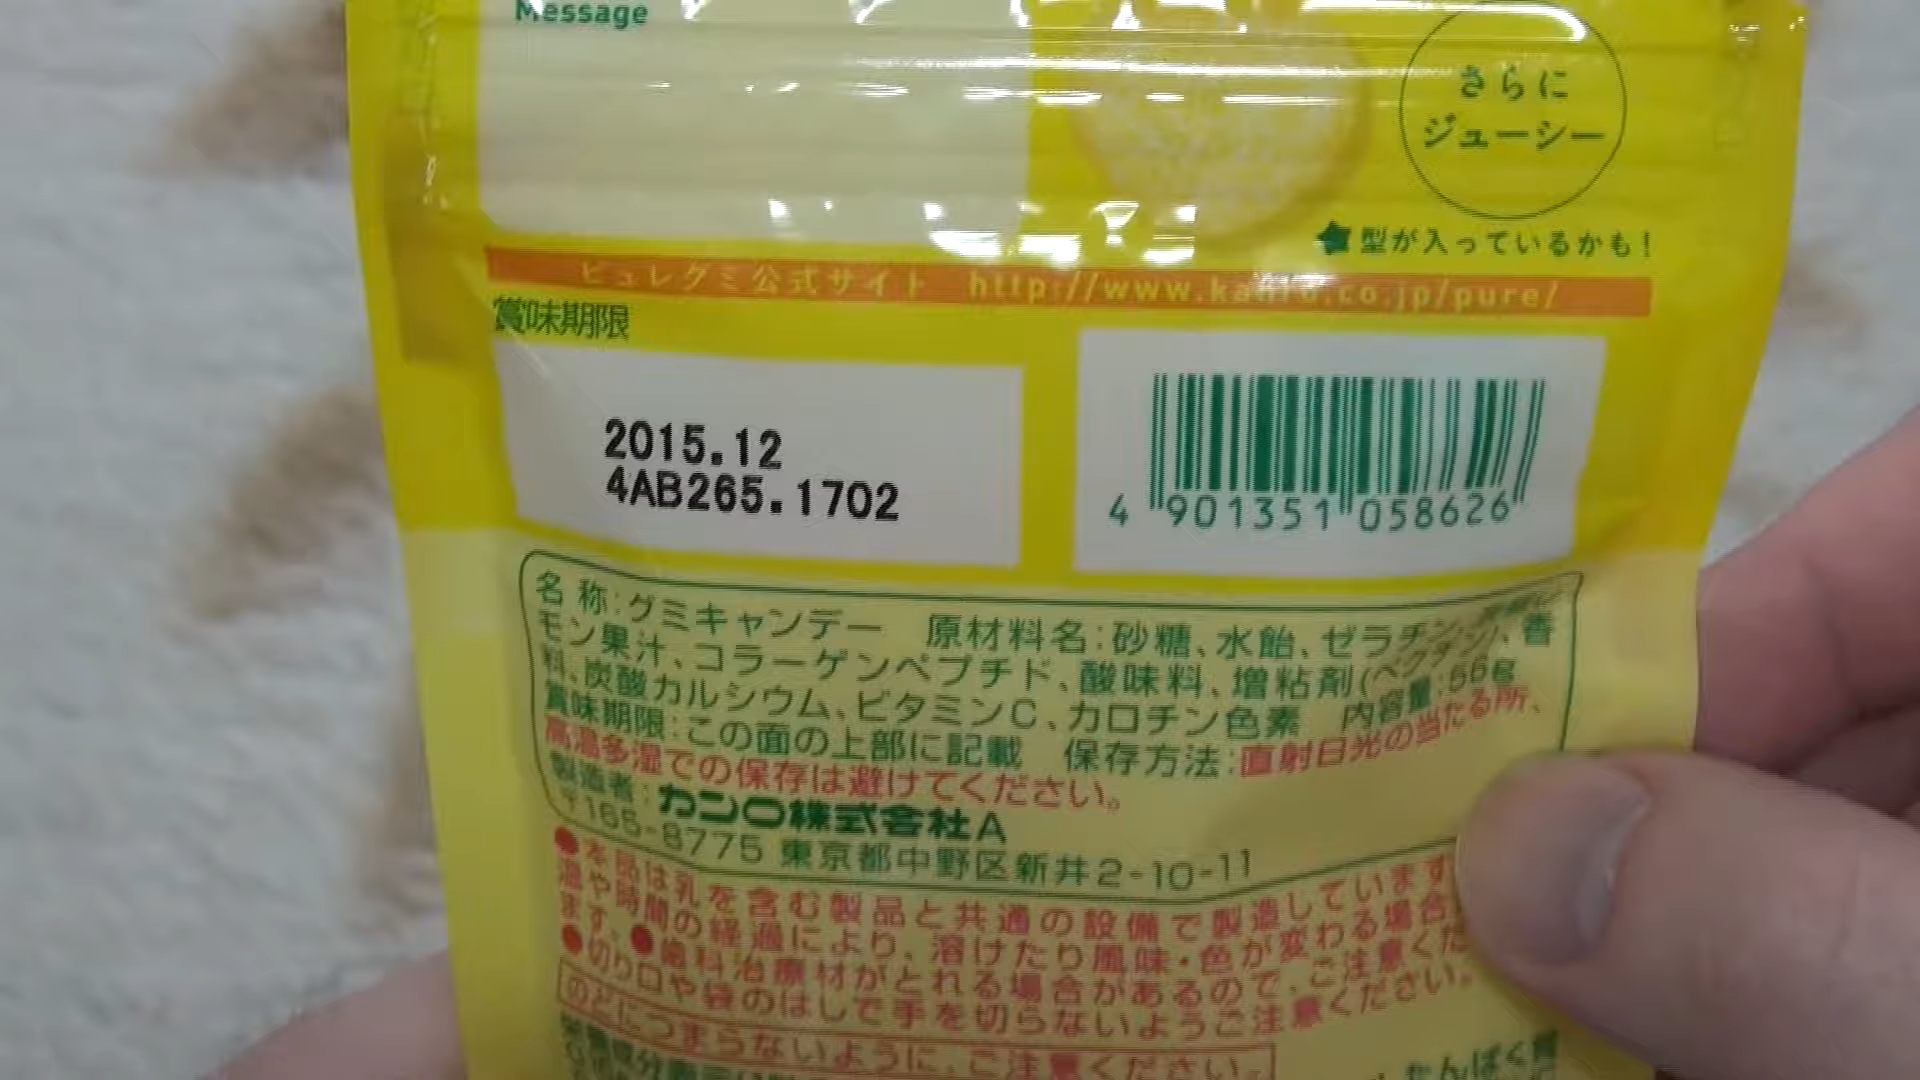 Message
さらに
ジューシー
型が入っているかも!
ピュレグミ公式サイト http://www.kanro.co.jp/pure/
賞味期限
2015.12
4AB265.1702
4 901351 058626
名 称:グミキャンデー 原材料名:砂糖、水飴、ゼラチン、
モン果汁、コラーゲンペプチド、酸味料、増粘剤(ペクチン)、香
料、炭酸カルシウム、ビタミンC、カロチン色素 内容量:56g
賞味期限:この面の上部に記載 保存方法:直射日光の当たる所、
高温多湿での保存は避けてください。
製造者:カンロ株式会社A
〒165-8775 東京都中野区新井2-10-11
●本品は乳を含む製品と共通の設備で製造しています
温や時間の経過により、溶けたり風味・色が変わる場合
ます。●歯科治療材がとれる場合があるので、ご注意くだ
●切り口や袋のはしで手を切らないようご注意ください。
のどにつまらないように、ご注意ください。
たんぱく質